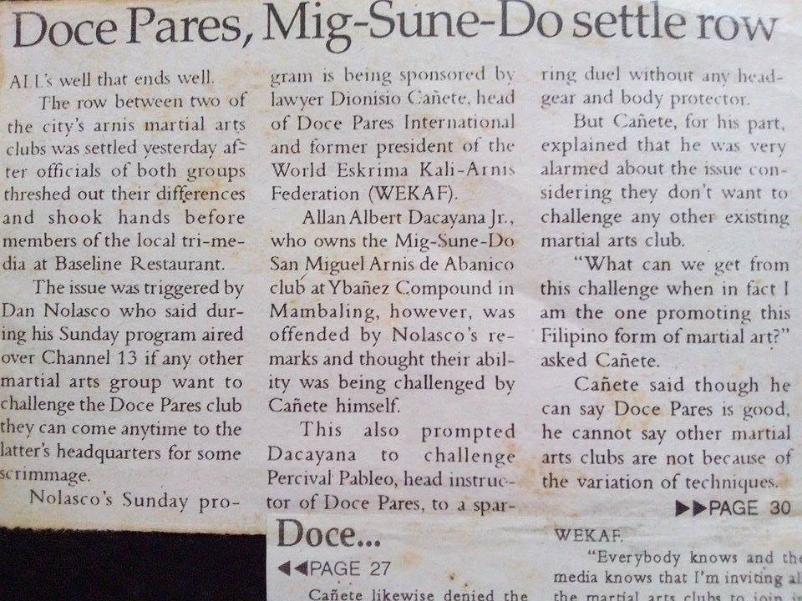 Doce Pares, Mig-Sune-Do settle row
ALL's well that ends well.
The row between two of
the city's arnis martial arts
clubs was settled yesterday af-
ter officials of both groups
threshed out their differences
and shook hands before
members of the local tri-me-
dia at Baseline Restaurant.
The issue was triggered by
Dan Nolasco who said dur-
ing his Sunday program aired
over Channel 13 if any other
martial arts group want to
challenge the Doce Pares club
they can come anytime to the
latter's headquarters for some
scrimmage.
Nolasco's Sunday pro-
gram is being sponsored by
lawyer Dionisio Cañete, head
of Doce Pares International
and former president of the
World Eskrima Kali-Arnis
Federation (WEKAF).
Allan Albert Dacayana Jr.,
who owns the Mig-Sune-Do
San Miguel Arnis de Abanico
club at Ybañez Compound in
Mambaling, however, was
offended by Nolasco's re-
marks and thought their abil-
ity was being challenged by
Cañete himself.
This also prompted
Dacayana to challenge
Percival Pableo, head instruc-
tor of Doce Pares, to a spar-
ring duel without any head-
gear and body protector.
But Cañete, for his part,
explained that he was very
alarmed about the issue con-
sidering they don't want to
challenge any other existing
martial arts club.
"What can we get from
this challenge when in fact I
am the one promoting this
Filipino form of martial art?"
asked Cañete.
Cañete said though he
can say Doce Pares is good,
he cannot say other martial
arts clubs are not because of
the variation of techniques.
▶▶PAGE 30
Doce...
◀◀PAGE 27
Cañete likewise denied the
WEKAF.
"Everybody knows and the
media knows that I'm inviting all
the martial arts clubs to join in